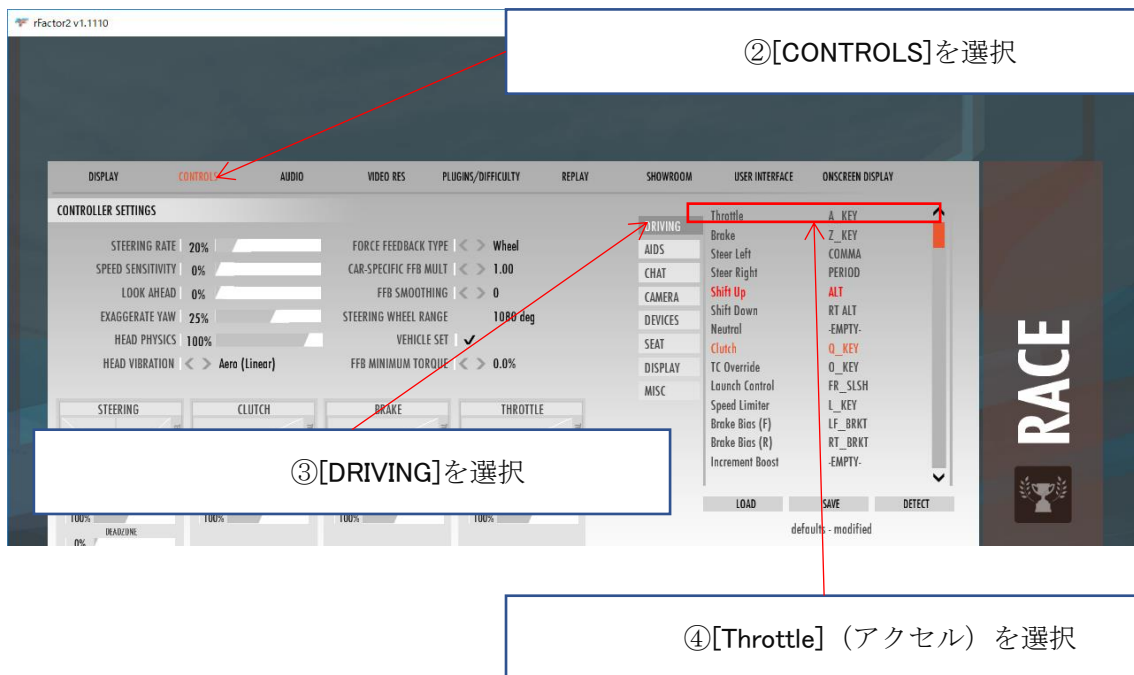 rFactor2 v1.1110
②[CONTROLS]を選択
DISPLAY CONTROLS AUDIO VIDEO RES PLUGINS/DIFFICULTY REPLAY SHOWROOM USER INTERFACE ONSCREEN DISPLAY
CONTROLLER SETTINGS
STEERING RATE 20%
SPEED SENSITIVITY 0%
LOOK AHEAD 0%
EXAGGERATE YAW 25%
HEAD PHYSICS 100%
HEAD VIBRATION < > Aero (Linear)
FORCE FEEDBACK TYPE < > Wheel
CAR-SPECIFIC FFB MULT < > 1.00
FFB SMOOTHING < > 0
STEERING WHEEL RANGE 1080 deg
VEHICLE SET ✓
FFB MINIMUM TORQUE < > 0.0%
DRIVING
AIDS
CHAT
CAMERA
DEVICES
SEAT
DISPLAY
MISC
Throttle A_KEY
Brake Z_KEY
Steer Left COMMA
Steer Right PERIOD
Shift Up ALT
Shift Down RT ALT
Neutral -EMPTY-
Clutch Q_KEY
TC Override O_KEY
Launch Control FR_SLSH
Speed Limiter L_KEY
Brake Bias (F) LF_BRKT
Brake Bias (R) RT_BRKT
Increment Boost -EMPTY-
LOAD SAVE DETECT
defaults - modified
RACE
STEERING CLUTCH BRAKE THROTTLE
③[DRIVING]を選択
100% 100% 100% 100%
DEADZONE
0%
④[Throttle]（アクセル）を選択